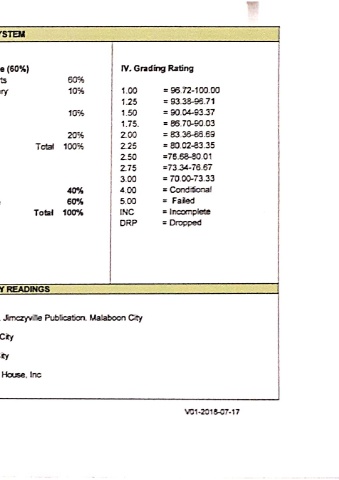 YSTEM
e (60%)
ts 60%
ry 10%
10%
20%
Total 100%
40%
60%
Total 100%
IV. Grading Rating
1.00 = 96.72-100.00
1.25 = 93.38-96.71
1.50 = 90.04-93.37
1.75. = 86.70-90.03
2.00 = 83.36-86.69
2.25 = 80.02-83.35
2.50 =76.68-80.01
2.75 =73.34-76.67
3.00 = 70.00-73.33
4.00 = Conditional
5.00 = Failed
INC = Incomplete
DRP = Dropped
Y READINGS
. Jimczyville Publication. Malaboon City
City
ity
House, Inc
V01-2018-07-17